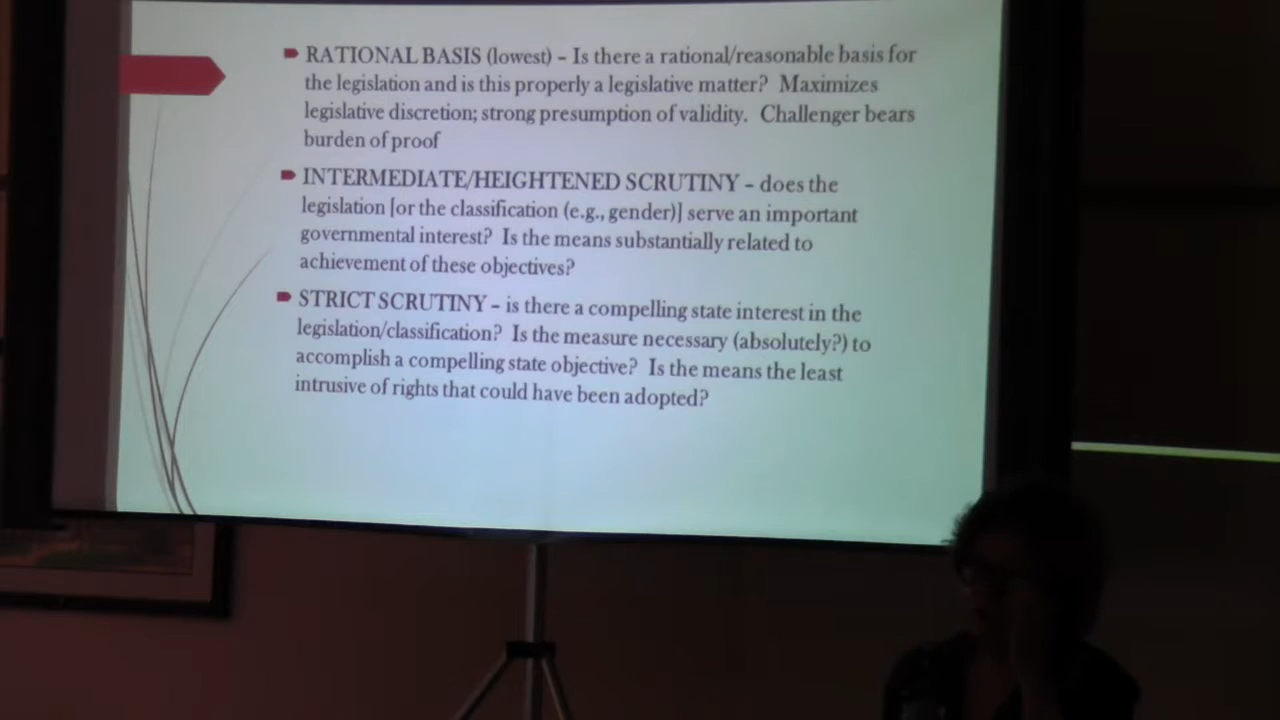 RATIONAL BASIS (lowest) – Is there a rational/reasonable basis for
the legislation and is this properly a legislative matter? Maximizes
legislative discretion; strong presumption of validity. Challenger bears
burden of proof
INTERMEDIATE/HEIGHTENED SCRUTINY – does the
legislation [or the classification (e.g., gender)] serve an important
governmental interest? Is the means substantially related to
achievement of these objectives?
STRICT SCRUTINY – is there a compelling state interest in the
legislation/classification? Is the measure necessary (absolutely?) to
accomplish a compelling state objective? Is the means the least
intrusive of rights that could have been adopted?